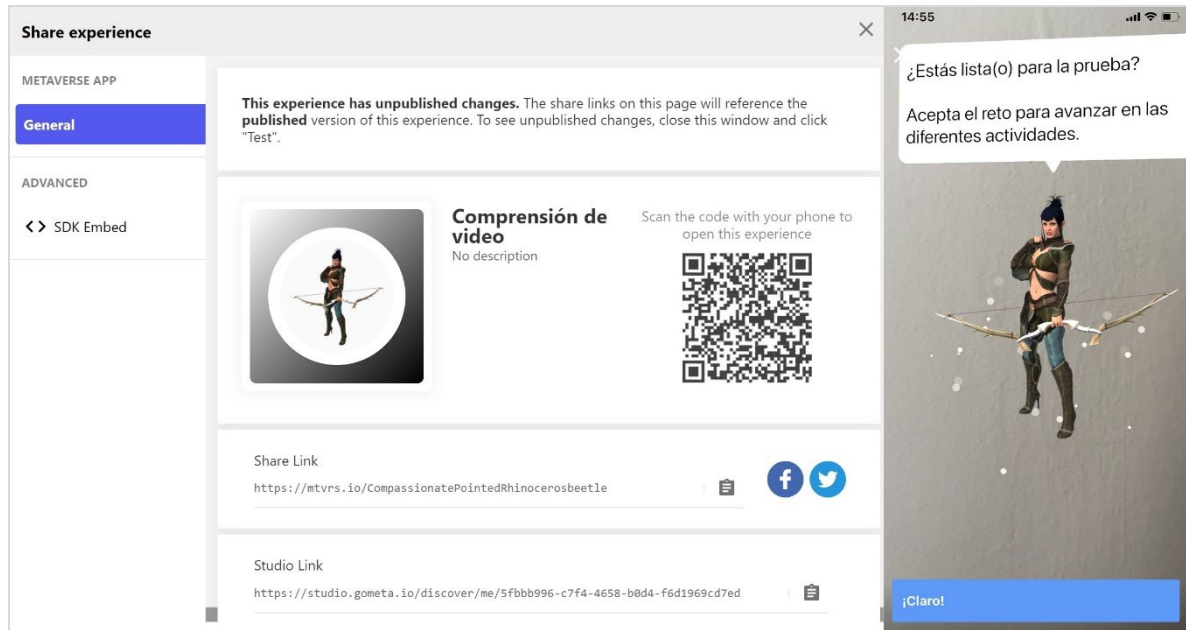 Share experience
METAVERSE APP
General
ADVANCED
<> SDK Embed
This experience has unpublished changes. The share links on this page will reference the
published version of this experience. To see unpublished changes, close this window and click
"Test".
Comprensión de
video
No description
Scan the code with your phone to
open this experience
Share Link
https://mtvrs.io/CompassionatePointedRhinocerosbeetle
Studio Link
https://studio.gometa.io/discover/me/5fbbb996-c7f4-4658-b0d4-f6d1969cd7ed
14:55
¿Estás lista(o) para la prueba?
Acepta el reto para avanzar en las
diferentes actividades.
¡Claro!